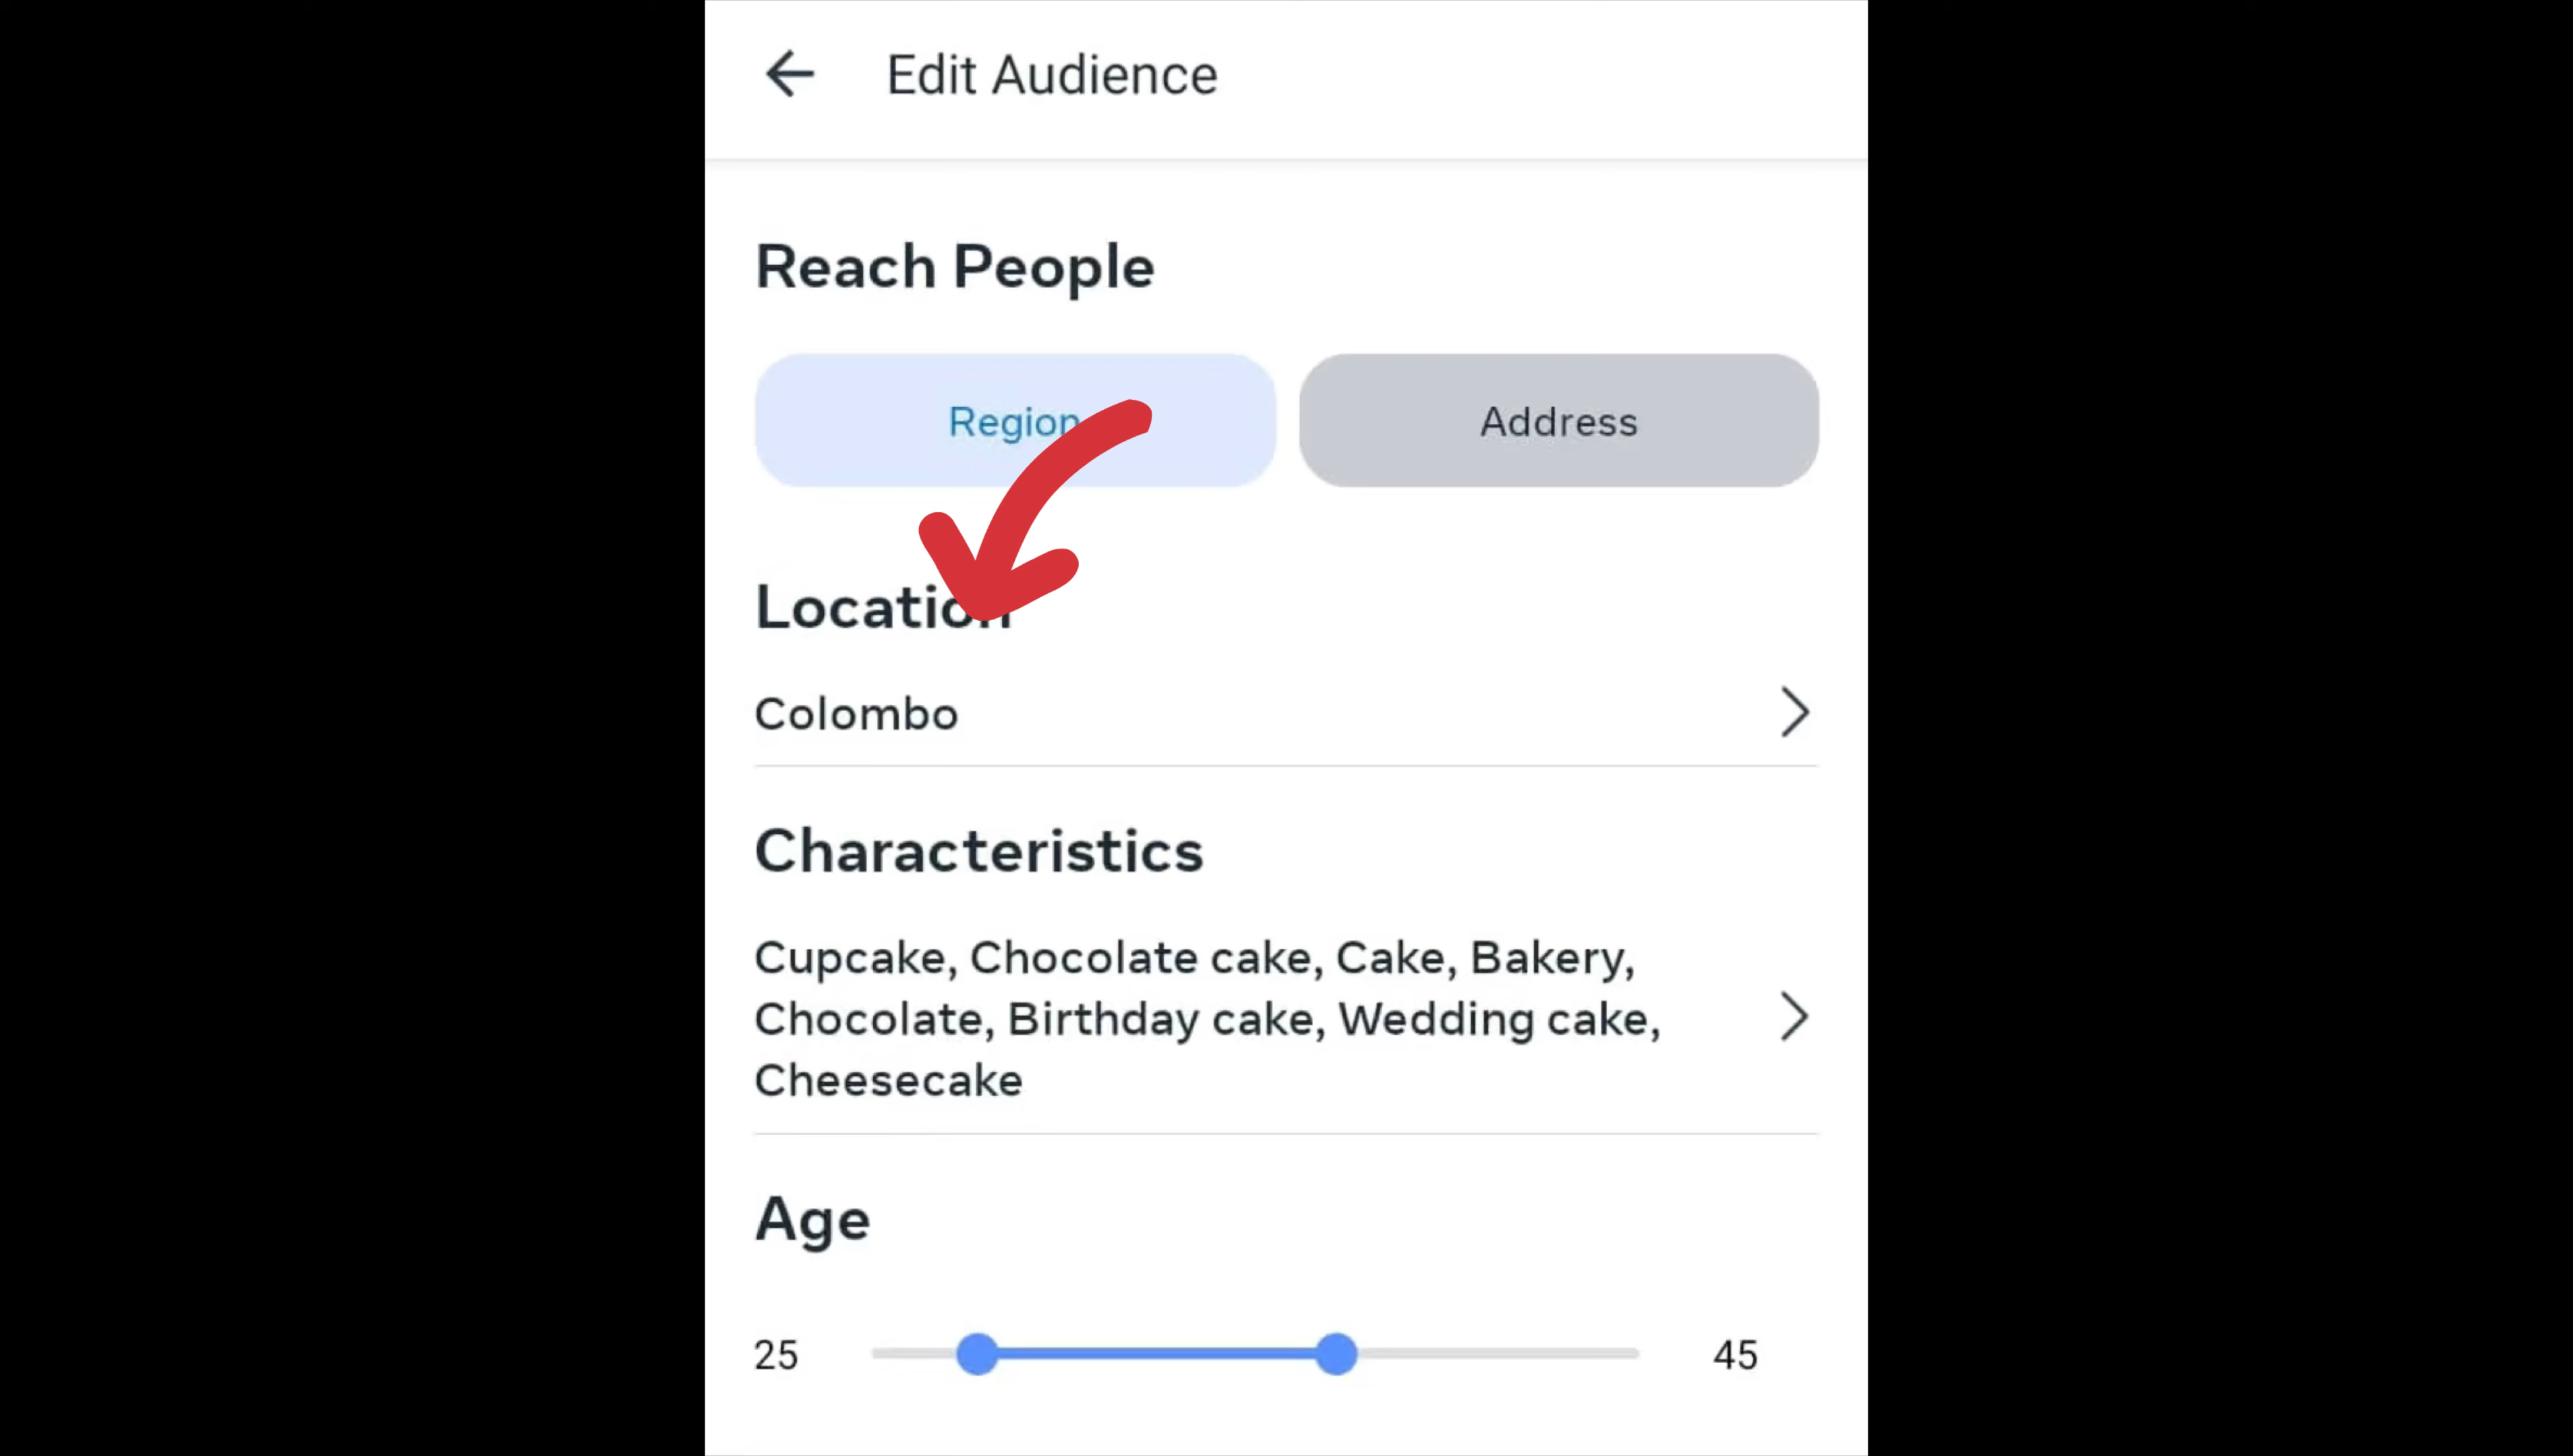 Edit Audience
Reach People
Region
Address
Location
Colombo
Characteristics
Cupcake, Chocolate cake, Cake, Bakery,
Chocolate, Birthday cake, Wedding cake,
Cheesecake
Age
25
45